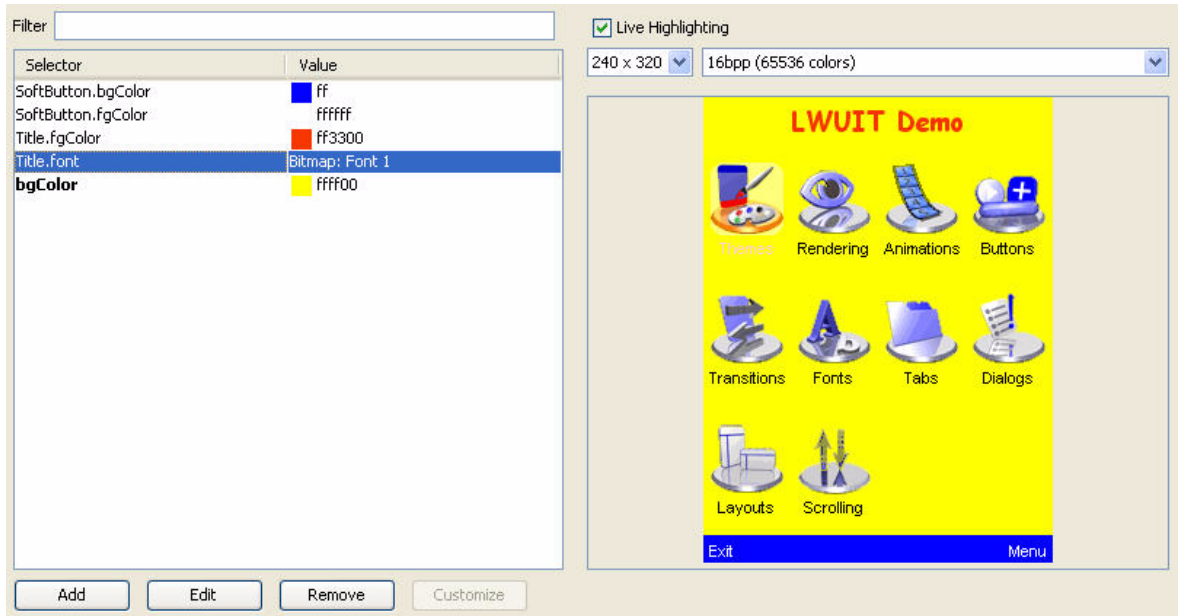 Filter
Selector Value
SoftButton.bgColor ff
SoftButton.fgColor ffffff
Title.fgColor ff3300
Title.font Bitmap: Font 1
bgColor ffff00
Add Edit Remove Customize
Live Highlighting
240 x 320 16bpp (65536 colors)
LWUIT Demo
Themes Rendering Animations Buttons
Transitions Fonts Tabs Dialogs
Layouts Scrolling
Exit Menu